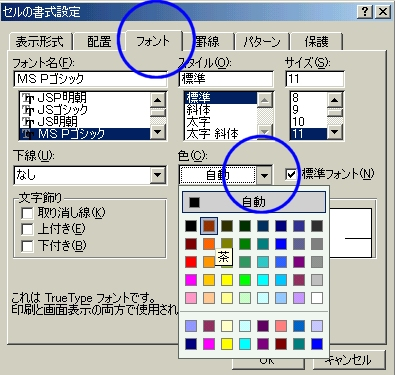 セルの書式設定
表示形式 配置 フォント 罫線 パターン 保護
フォント名(F): スタイル(O): サイズ(S):
MS Pゴシック 標準 11
JSP明朝 標準 8
JSゴシック 斜体 9
MS P明朝 太字 10
MS Pゴシック 太字 斜体 11
下線(U): 色(C):
なし 自動 標準フォント(N)
文字飾り
取り消し線(K)
上付き(E)
下付き(B)
自動
茶
これは TrueType フォントです。
印刷と画面表示の両方で使用され
OK キャンセル